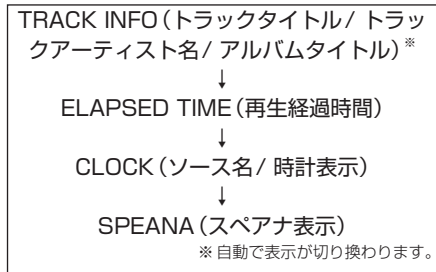 TRACK INFO（トラックタイトル/ トラッ
クアーティスト名/ アルバムタイトル）※
↓
ELAPSED TIME（再生経過時間）
↓
CLOCK（ソース名/ 時計表示）
↓
SPEANA（スペアナ表示）
※ 自動で表示が切り換わります。